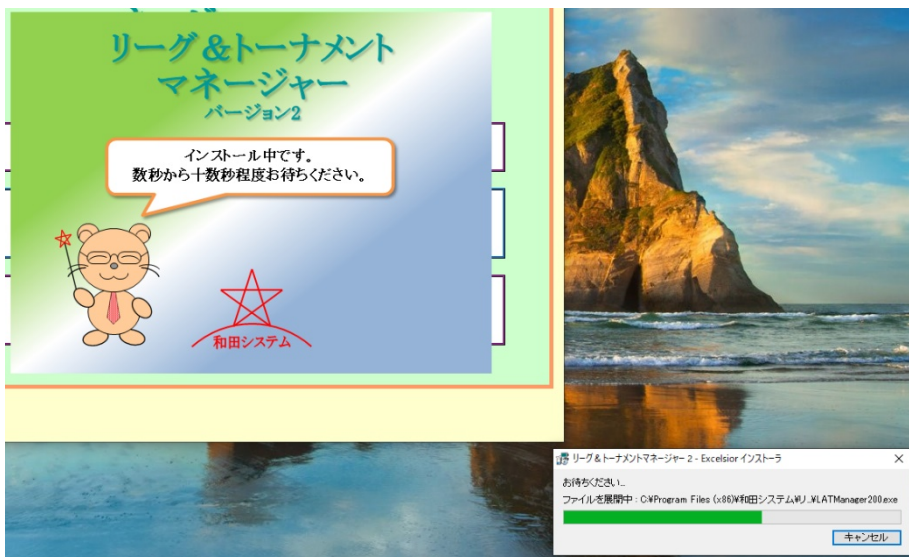 リーグ&トーナメント
マネージャー
バージョン2
インストール中です。
数秒から十数秒程度お待ちください。
和田システム
リーグ&トーナメントマネージャー 2 - Excelsior インストーラ
お待ちください...
ファイルを展開中 : C:¥Program Files (x86)¥和田システム¥リ...¥LATManager200.exe
キャンセル